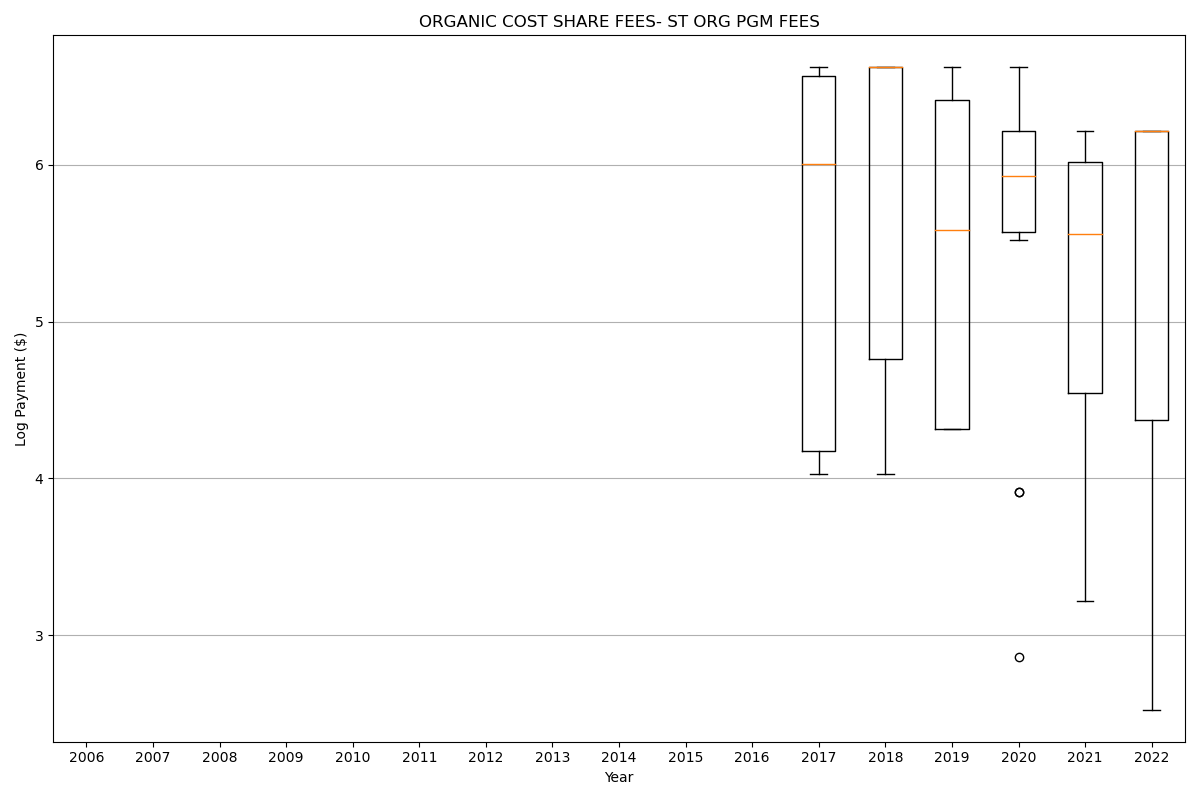 ORGANIC COST SHARE FEES- ST ORG PGM FEES
Log Payment ($)
6
5
4
3
2006 2007 2008 2009 2010 2011 2012 2013 2014 2015 2016 2017 2018 2019 2020 2021 2022
Year